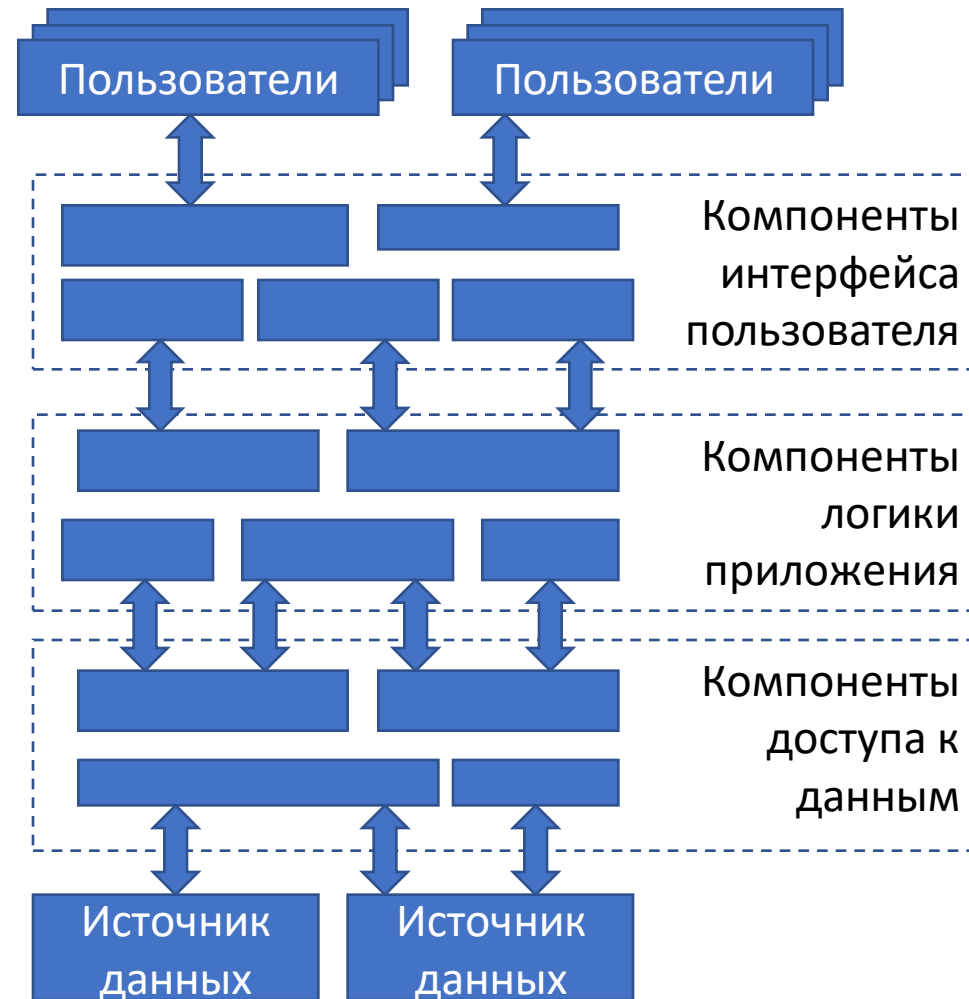 Пользователи
Пользователи
Компоненты
интерфейса
пользователя
Компоненты
логики
приложения
Компоненты
доступа к
данным
Источник
данных
Источник
данных